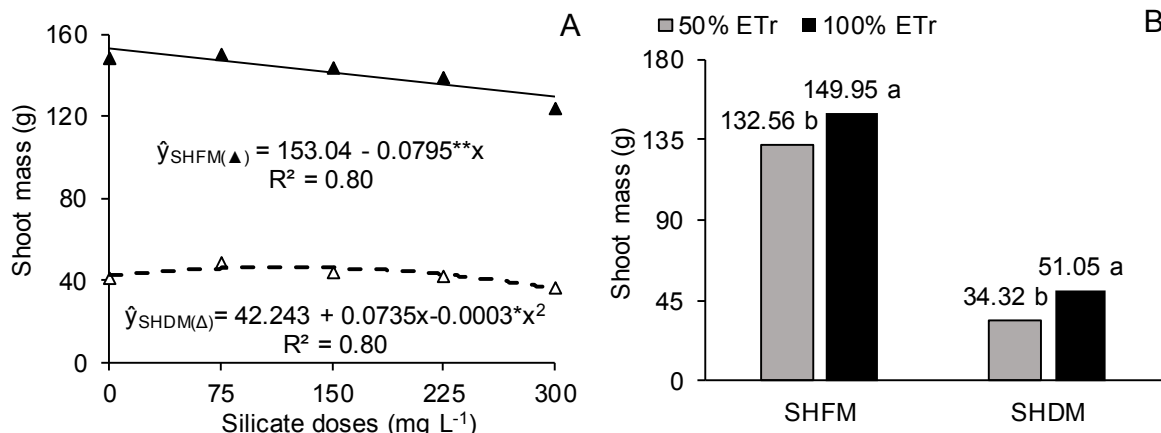 A
Shoot mass (g)
160
120
80
40
0
ŷSHFM(▲) = 153.04 - 0.0795**x
R² = 0.80
ŷSHDM(Δ) = 42.243 + 0.0735x-0.0003*x²
R² = 0.80
0 75 150 225 300
Silicate doses (mg L⁻¹)
50% ETr 100% ETr
B
Shoot mass (g)
180
135
90
45
0
132.56 b
149.95 a
34.32 b
51.05 a
SHFM SHDM